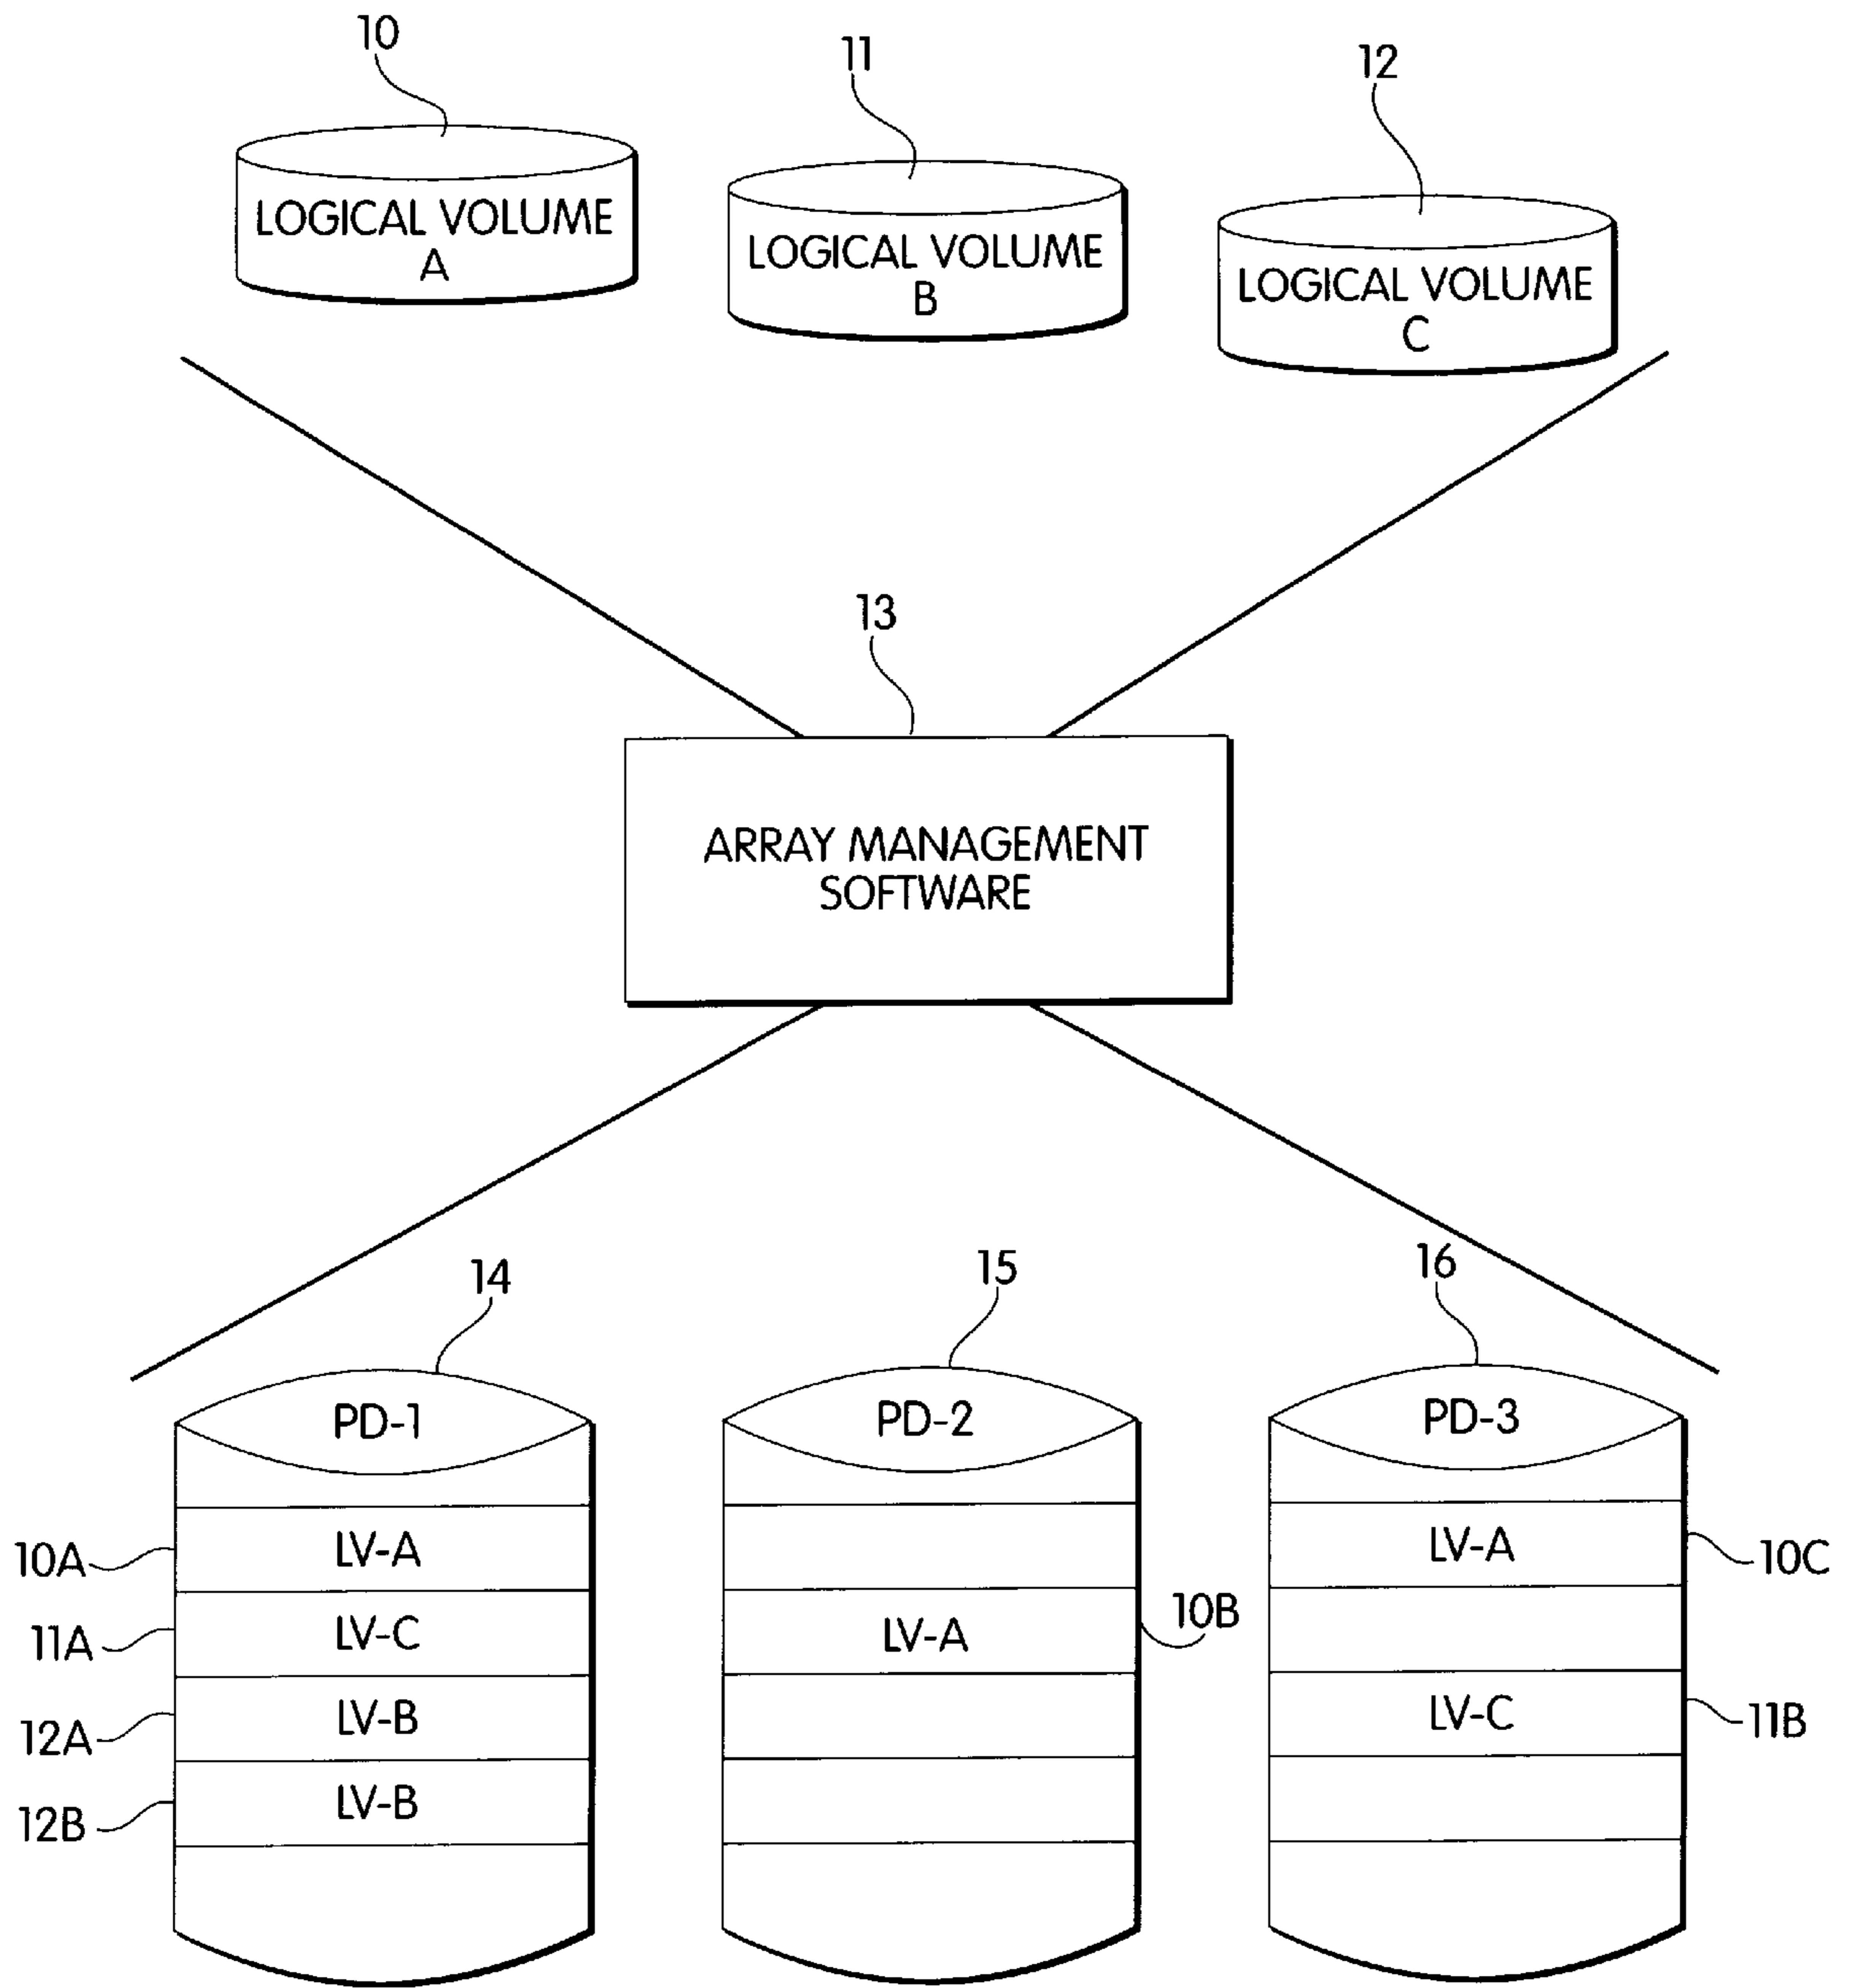 10
11
12
LOGICAL VOLUME
A
LOGICAL VOLUME
B
LOGICAL VOLUME
C
13
ARRAY MANAGEMENT
SOFTWARE
14
15
16
PD-1
PD-2
PD-3
10A
LV-A
11A
LV-C
12A
LV-B
12B
LV-B
LV-A
10B
LV-A
10C
LV-C
11B